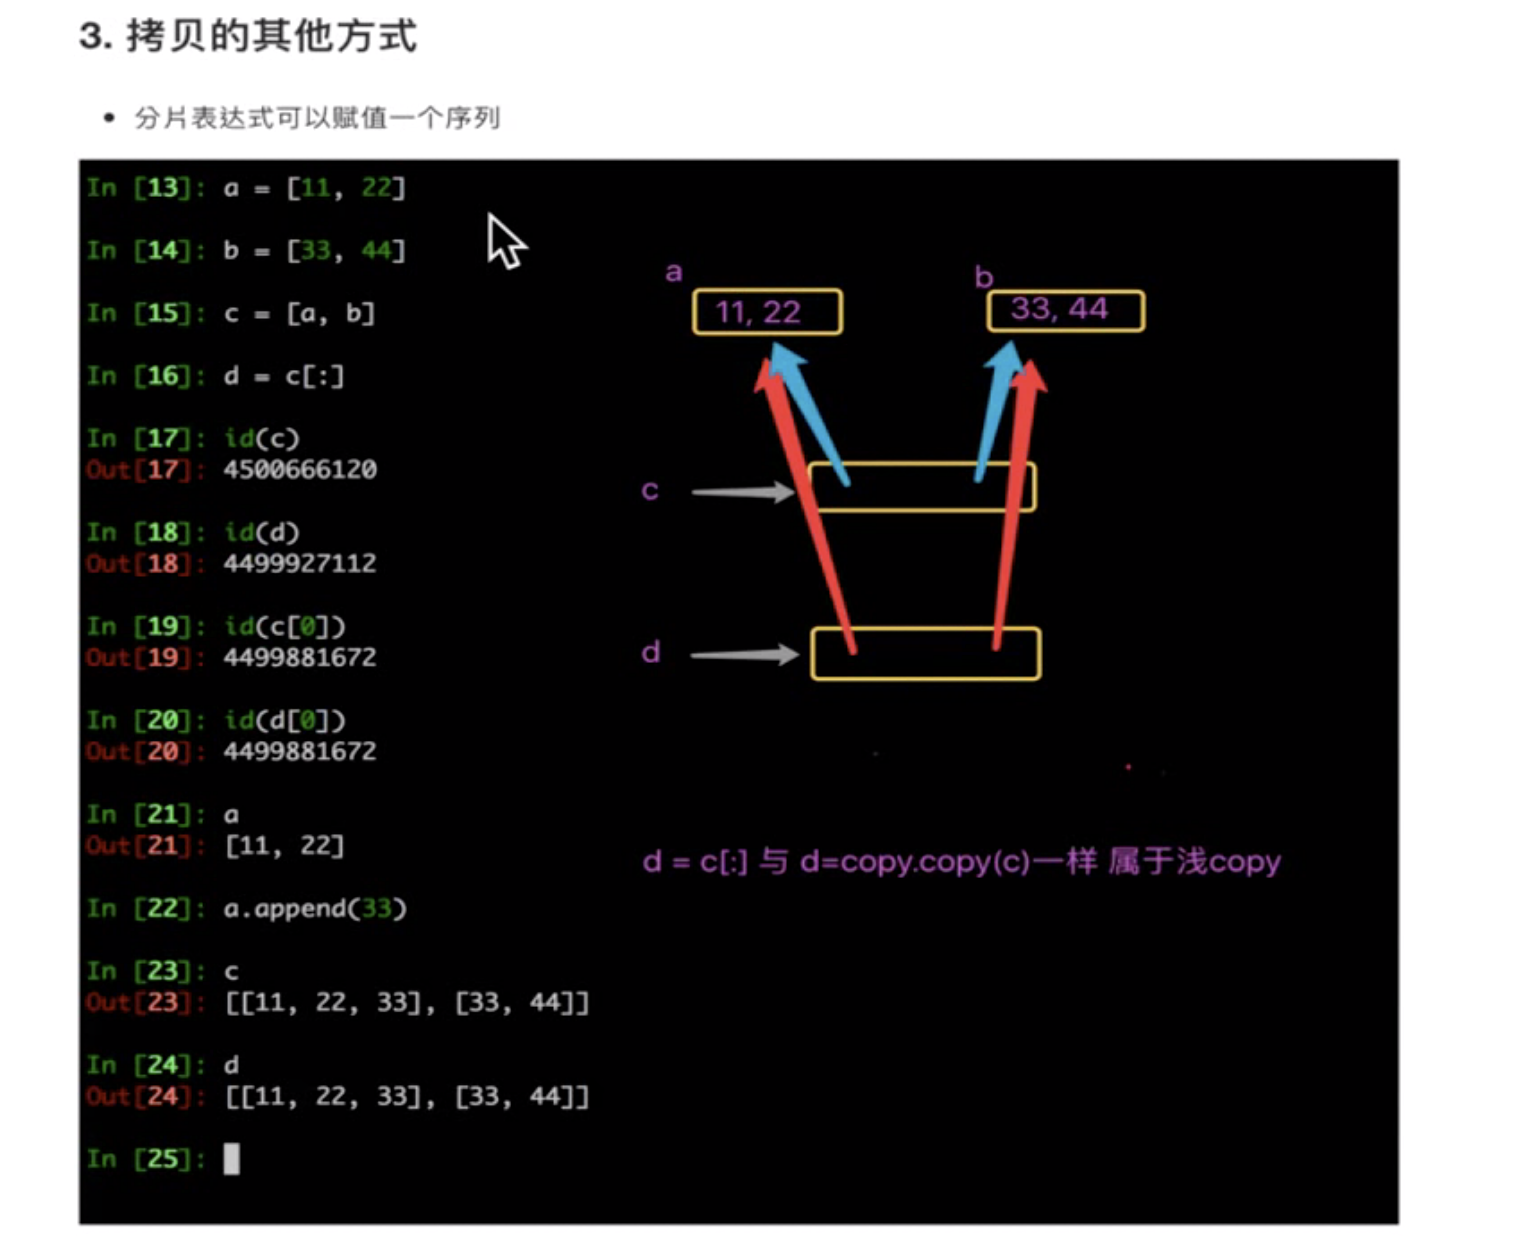 3. 拷贝的其他方式
• 分片表达式可以赋值一个序列
In [13]: a = [11, 22]
In [14]: b = [33, 44]
In [15]: c = [a, b]
In [16]: d = c[:]
In [17]: id(c)
Out[17]: 4500666120
In [18]: id(d)
Out[18]: 4499927112
In [19]: id(c[0])
Out[19]: 4499881672
In [20]: id(d[0])
Out[20]: 4499881672
In [21]: a
Out[21]: [11, 22]
In [22]: a.append(33)
In [23]: c
Out[23]: [[11, 22, 33], [33, 44]]
In [24]: d
Out[24]: [[11, 22, 33], [33, 44]]
In [25]:
a
b
11, 22
33, 44
c
d
d = c[:] 与 d=copy.copy(c)一样 属于浅copy